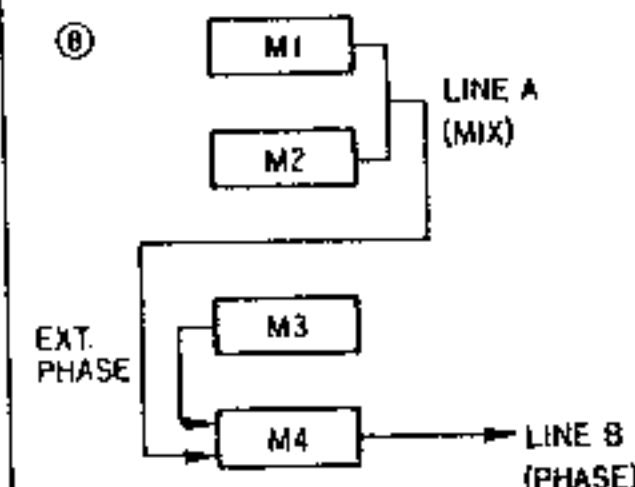 ⑧
M1
LINE A
(MIX)
M2
M3
EXT.
PHASE
M4
LINE B
(PHASE)